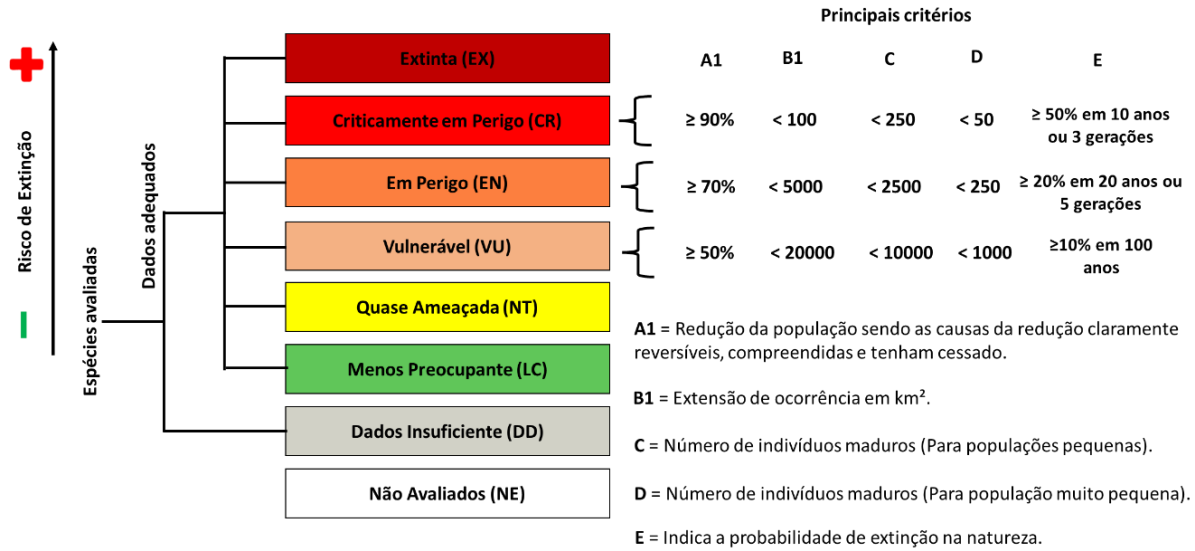 Principais critérios
A1 B1 C D E
Risco de Extinção
Espécies avaliadas
Dados adequados
Extinta (EX)
Criticamente em Perigo (CR)
≥ 90% < 100 < 250 < 50 ≥ 50% em 10 anos
ou 3 gerações
Em Perigo (EN)
≥ 70% < 5000 < 2500 < 250 ≥ 20% em 20 anos ou
5 gerações
Vulnerável (VU)
≥ 50% < 20000 < 10000 < 1000 ≥10% em 100
anos
Quase Ameaçada (NT)
Menos Preocupante (LC)
Dados Insuficiente (DD)
Não Avaliados (NE)
A1 = Redução da população sendo as causas da redução claramente
reversíveis, compreendidas e tenham cessado.
B1 = Extensão de ocorrência em km².
C = Número de indivíduos maduros (Para populações pequenas).
D = Número de indivíduos maduros (Para população muito pequena).
E = Indica a probabilidade de extinção na natureza.